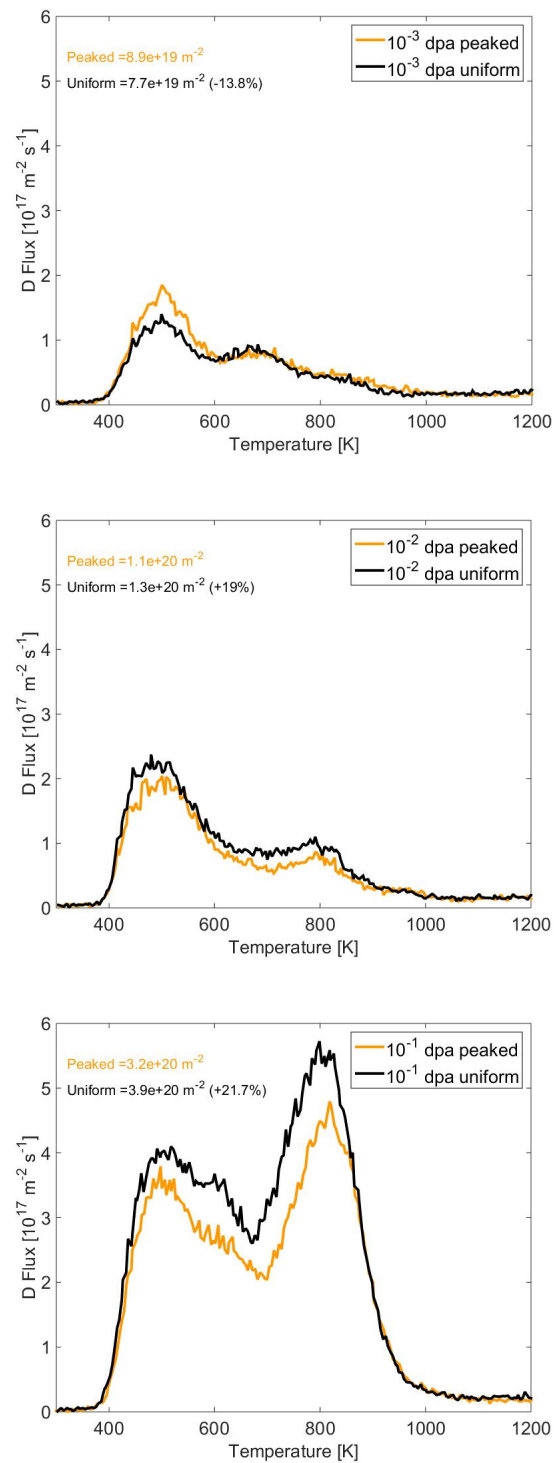 Peaked =8.9e+19 m⁻²
Uniform =7.7e+19 m⁻² (-13.8%)
10⁻³ dpa peaked
10⁻³ dpa uniform
D Flux [10¹⁷ m⁻² s⁻¹]
6
5
4
3
2
1
0
400 600 800 1000 1200
Temperature [K]
Peaked =1.1e+20 m⁻²
Uniform =1.3e+20 m⁻² (+19%)
10⁻² dpa peaked
10⁻² dpa uniform
D Flux [10¹⁷ m⁻² s⁻¹]
6
5
4
3
2
1
0
400 600 800 1000 1200
Temperature [K]
Peaked =3.2e+20 m⁻²
Uniform =3.9e+20 m⁻² (+21.7%)
10⁻¹ dpa peaked
10⁻¹ dpa uniform
D Flux [10¹⁷ m⁻² s⁻¹]
6
5
4
3
2
1
0
400 600 800 1000 1200
Temperature [K]